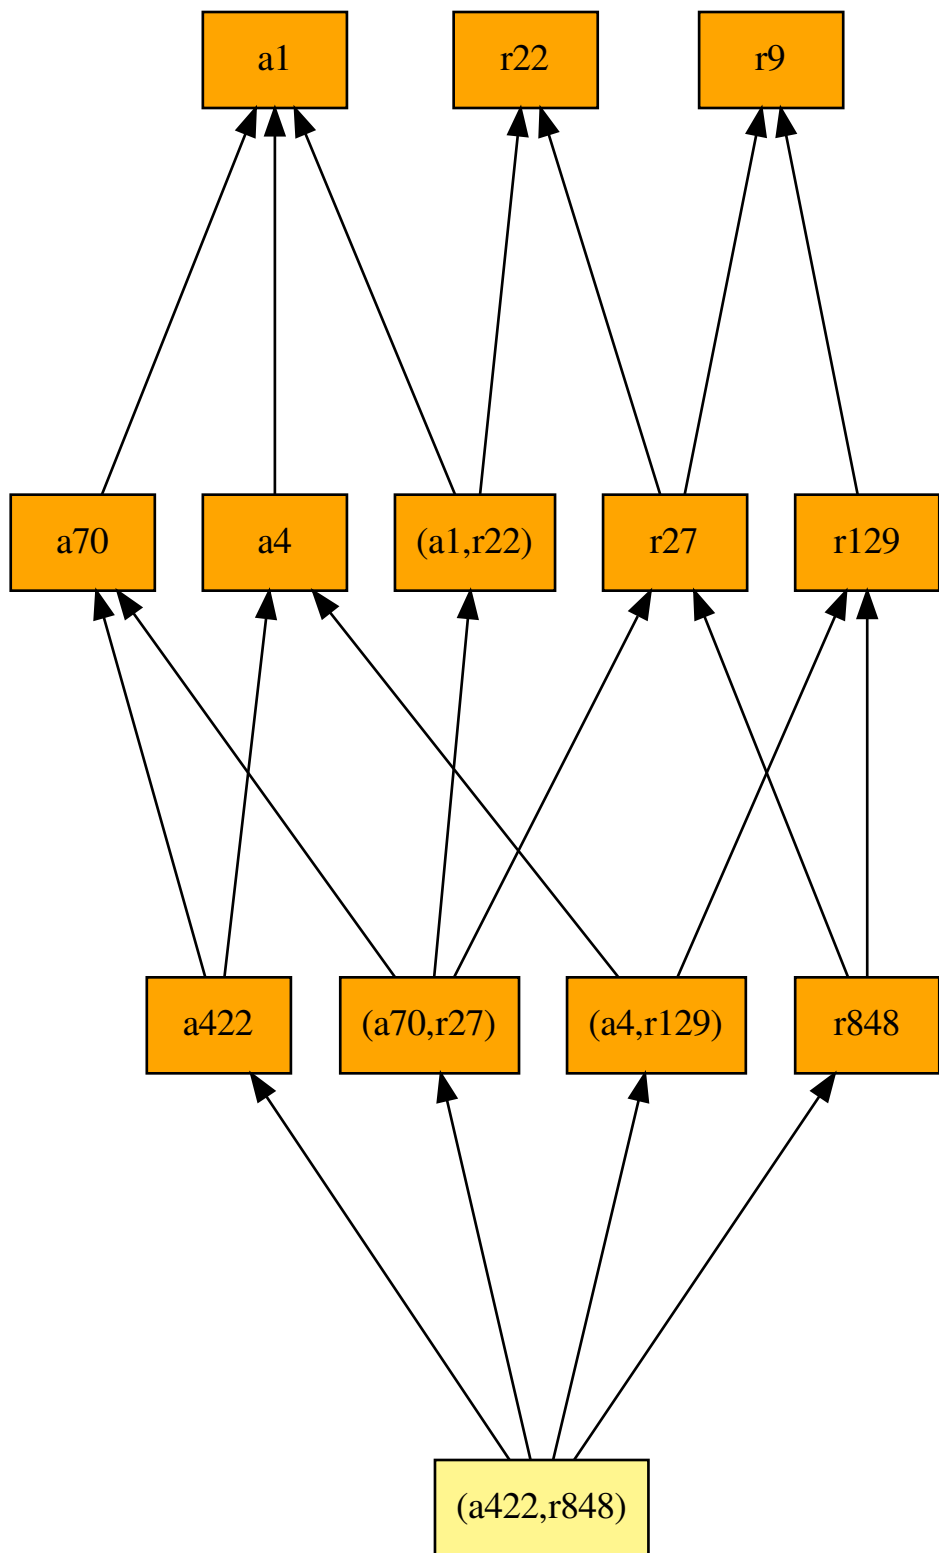 a1
r22
r9
a70
a4
(a1,r22)
r27
r129
a422
(a70,r27)
(a4,r129)
r848
(a422,r848)